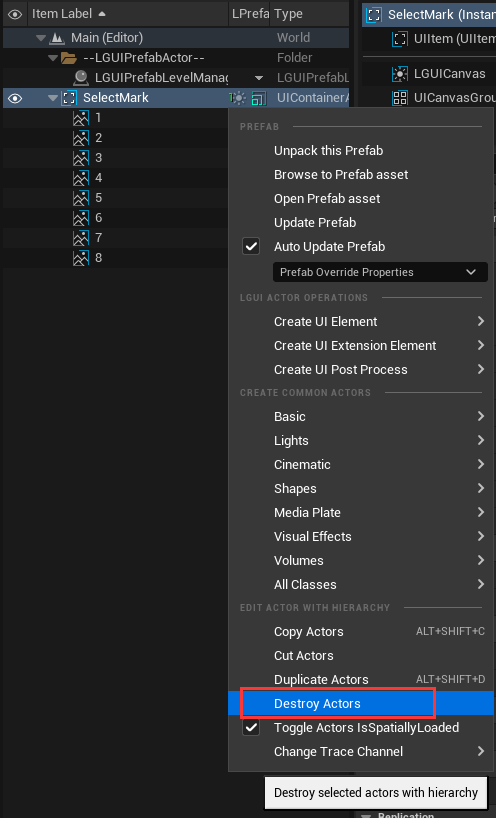 Item Label
LPrefa
Type
SelectMark (Instan
Main (Editor)
World
UIItem (UIItem
--LGUIPrefabActor--
Folder
LGUIPrefabLevelManag
LGUIPrefabL
LGUICanvas
SelectMark
UIContainerA
UICanvasGrou
1
2
3
4
5
6
7
8
PREFAB
Unpack this Prefab
Browse to Prefab asset
Open Prefab asset
Update Prefab
Auto Update Prefab
Prefab Override Properties
LGUI ACTOR OPERATIONS
Create UI Element
Create UI Extension Element
Create UI Post Process
CREATE COMMON ACTORS
Basic
Lights
Cinematic
Shapes
Media Plate
Visual Effects
Volumes
All Classes
EDIT ACTOR WITH HIERARCHY
Copy Actors
ALT+SHIFT+C
Cut Actors
Duplicate Actors
ALT+SHIFT+D
Destroy Actors
Toggle Actors IsSpatiallyLoaded
Change Trace Channel
Destroy selected actors with hierarchy
Replication